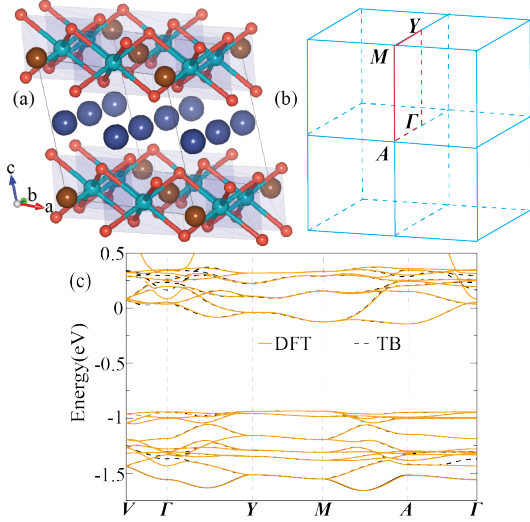 (a)
c
b
a
(b)
Y
M
Γ
A
(c)
Energy(eV)
0.5
0
-0.5
-1
-1.5
DFT
TB
V Γ Y M A Γ